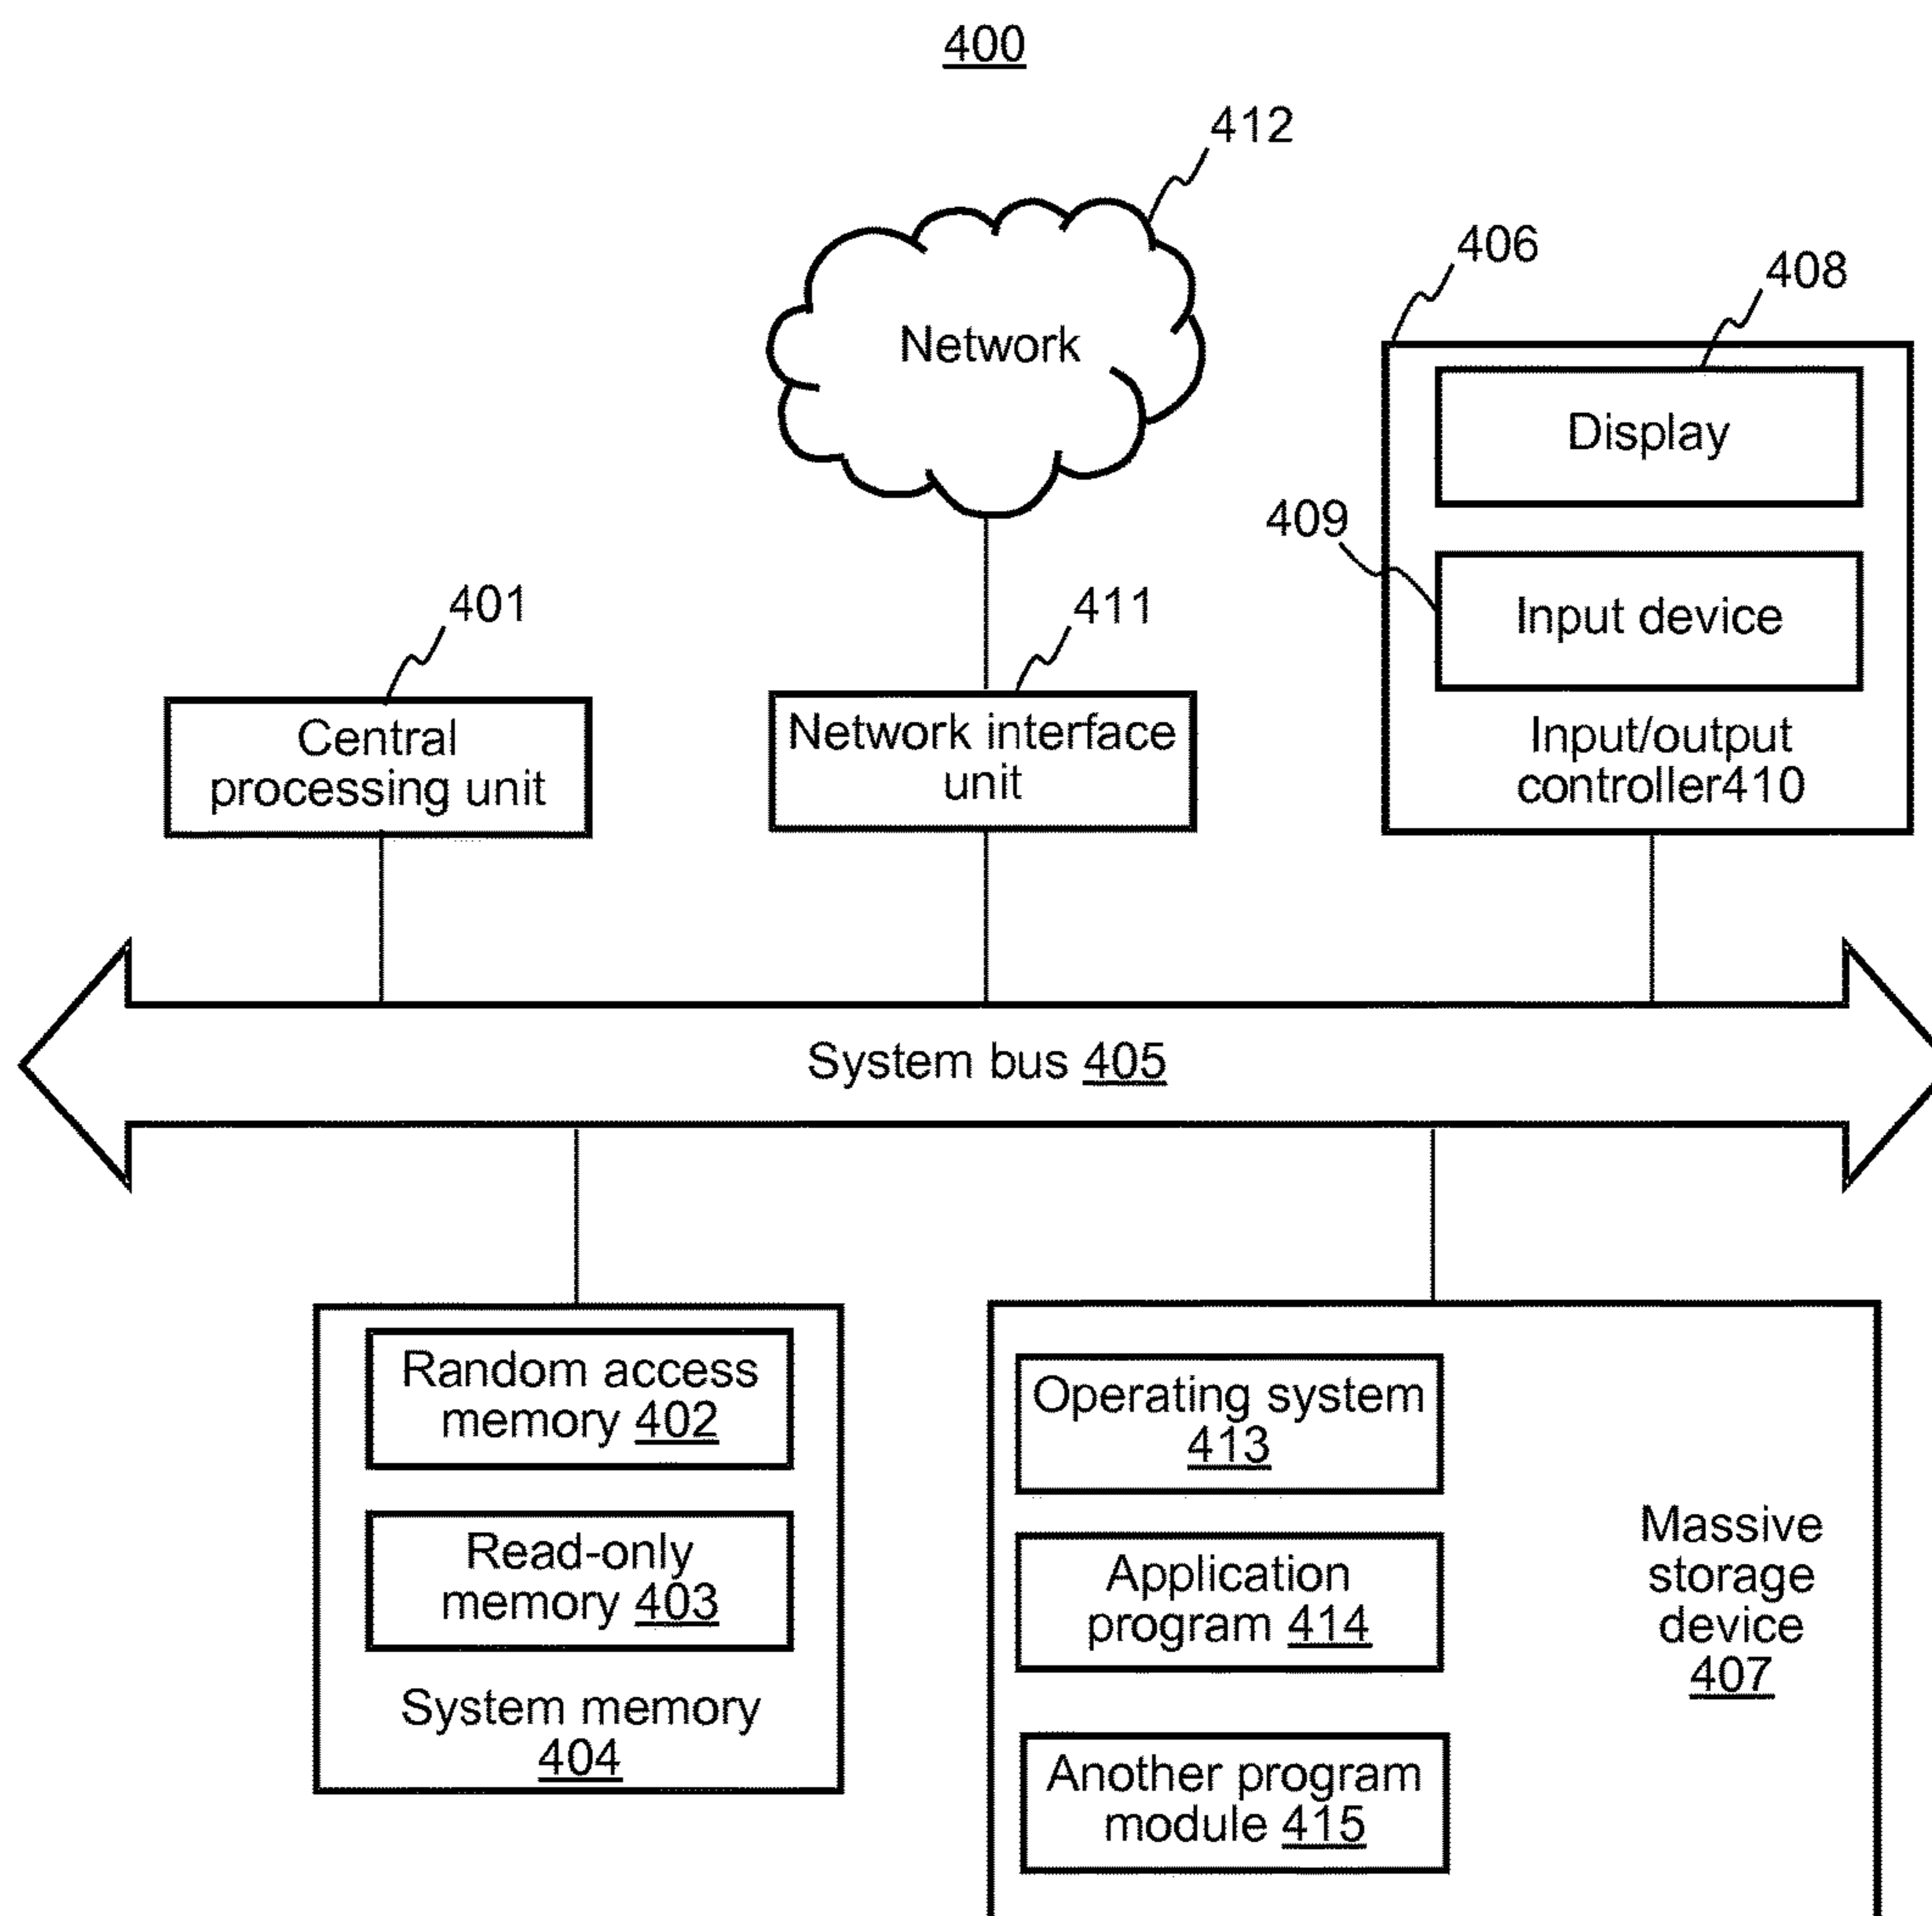 400
412
406
408
Network
Display
409
Input device
401
411
Central
processing unit
Network interface
unit
Input/output
controller410
System bus 405
Random access
memory 402
Read-only
memory 403
System memory
404
Operating system
413
Application
program 414
Another program
module 415
Massive
storage
device
407